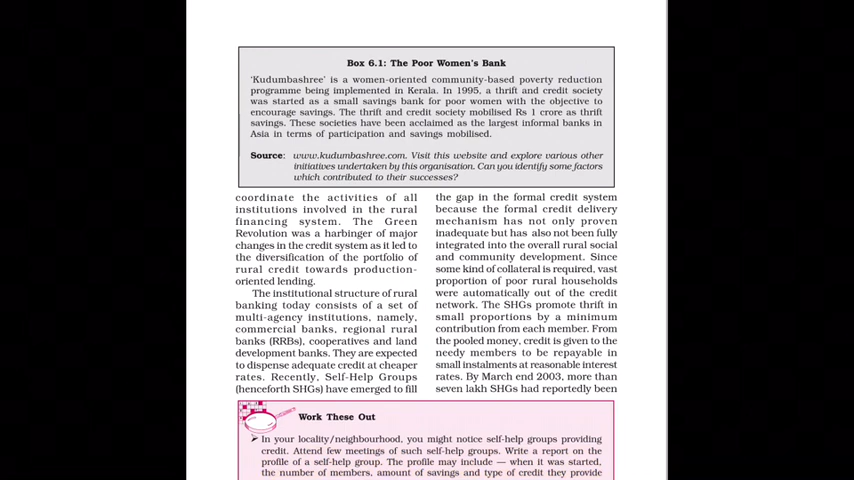 Box 6.1: The Poor Women's Bank
'Kudumbashree' is a women-oriented community-based poverty reduction
programme being implemented in Kerala. In 1995, a thrift and credit society
was started as a small savings bank for poor women with the objective to
encourage savings. The thrift and credit society mobilised Rs 1 crore as thrift
savings. These societies have been acclaimed as the largest informal banks in
Asia in terms of participation and savings mobilised.
Source: www.kudumbashree.com. Visit this website and explore various other
initiatives undertaken by this organisation. Can you identify some factors
which contributed to their successes?
coordinate the activities of all
institutions involved in the rural
financing system. The Green
Revolution was a harbinger of major
changes in the credit system as it led to
the diversification of the portfolio of
rural credit towards production-
oriented lending.
The institutional structure of rural
banking today consists of a set of
multi-agency institutions, namely,
commercial banks, regional rural
banks (RRBs), cooperatives and land
development banks. They are expected
to dispense adequate credit at cheaper
rates. Recently, Self-Help Groups
(henceforth SHGs) have emerged to fill
the gap in the formal credit system
because the formal credit delivery
mechanism has not only proven
inadequate but has also not been fully
integrated into the overall rural social
and community development. Since
some kind of collateral is required, vast
proportion of poor rural households
were automatically out of the credit
network. The SHGs promote thrift in
small proportions by a minimum
contribution from each member. From
the pooled money, credit is given to the
needy members to be repayable in
small instalments at reasonable interest
rates. By March end 2003, more than
seven lakh SHGs had reportedly been
Work These Out
➢ In your locality/neighbourhood, you might notice self-help groups providing
credit. Attend few meetings of such self-help groups. Write a report on the
profile of a self-help group. The profile may include — when it was started,
the number of members, amount of savings and type of credit they provide